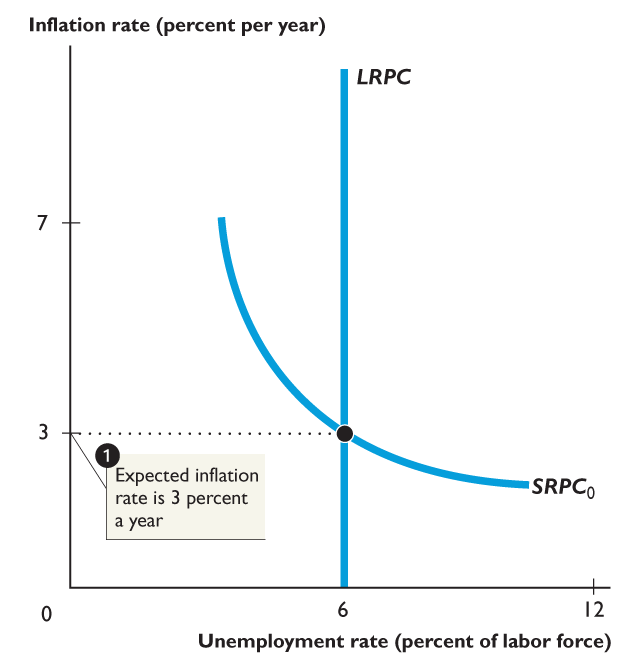 Inflation rate (percent per year)
LRPC
7
3
1
Expected inflation
rate is 3 percent
a year
SRPC0
0
6
12
Unemployment rate (percent of labor force)